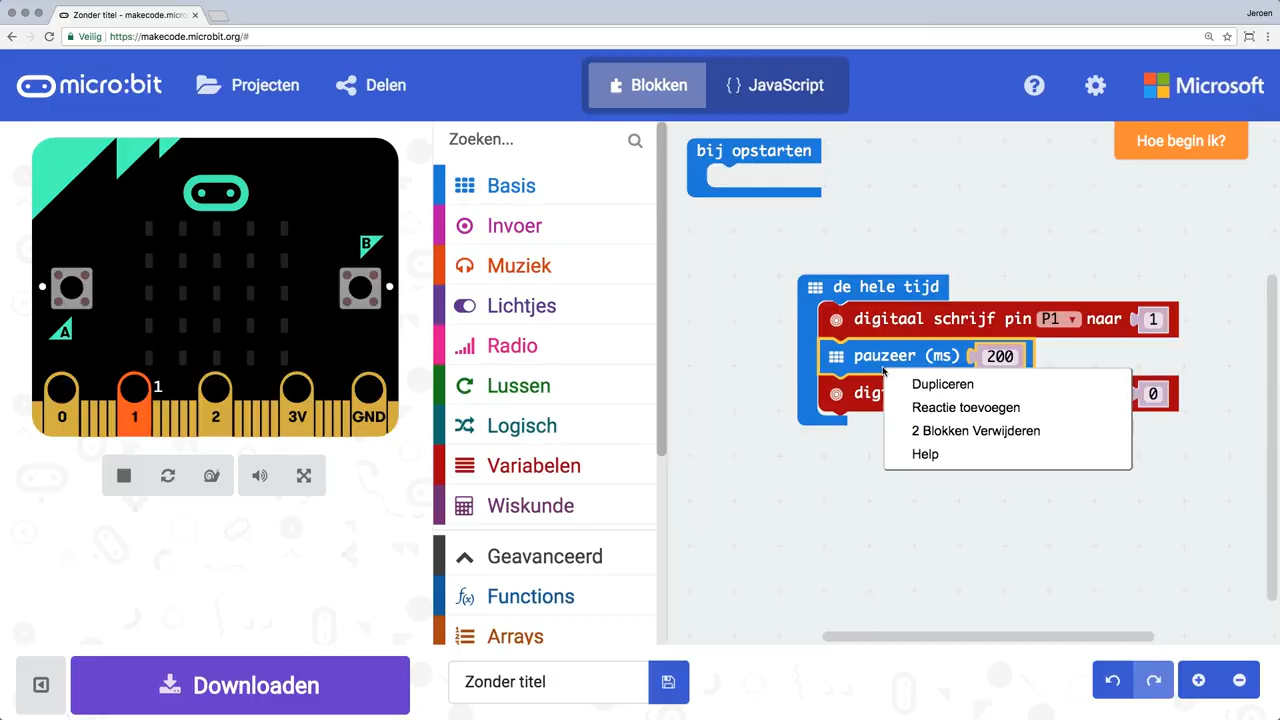 Zonder titel - makecode.micro:
Jeroen
Veilig https://makecode.microbit.org/#
micro:bit
Projecten
Delen
Blokken
{ } JavaScript
?
Microsoft
Hoe begin ik?
B
A
1
0 1 2 3V GND
Downloaden
Zoeken...
Basis
Invoer
Muziek
Lichtjes
Radio
Lussen
Logisch
Variabelen
Wiskunde
Geavanceerd
f(x) Functions
Arrays
Zonder titel
bij opstarten
de hele tijd
digitaal schrijf pin P1 naar 1
pauzeer (ms) 200
dig 0
Dupliceren
Reactie toevoegen
2 Blokken Verwijderen
Help